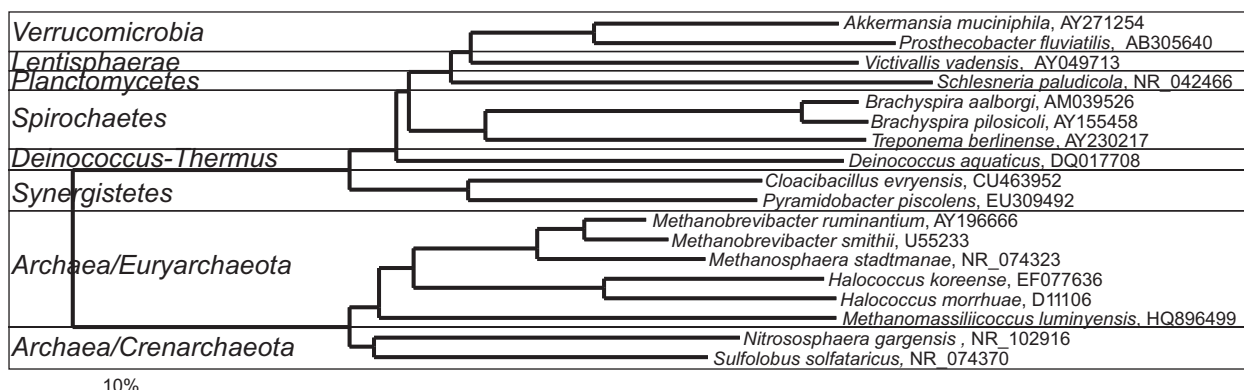 Verrucomicrobia
Akkermansia muciniphila, AY271254
Prosthecobacter fluviatilis, AB305640
Lentisphaerae
Victivallis vadensis, AY049713
Planctomycetes
Schlesneria paludicola, NR_042466
Spirochaetes
Brachyspira aalborgi, AM039526
Brachyspira pilosicoli, AY155458
Treponema berlinense, AY230217
Deinococcus-Thermus
Deinococcus aquaticus, DQ017708
Synergistetes
Cloacibacillus evryensis, CU463952
Pyramidobacter piscolens, EU309492
Archaea/Euryarchaeota
Methanobrevibacter ruminantium, AY196666
Methanobrevibacter smithii, U55233
Methanosphaera stadtmanae, NR_074323
Halococcus koreense, EF077636
Halococcus morrhuae, D11106
Methanomassiliicoccus luminyensis, HQ896499
Archaea/Crenarchaeota
Nitrososphaera gargensis , NR_102916
Sulfolobus solfataricus, NR_074370
10%